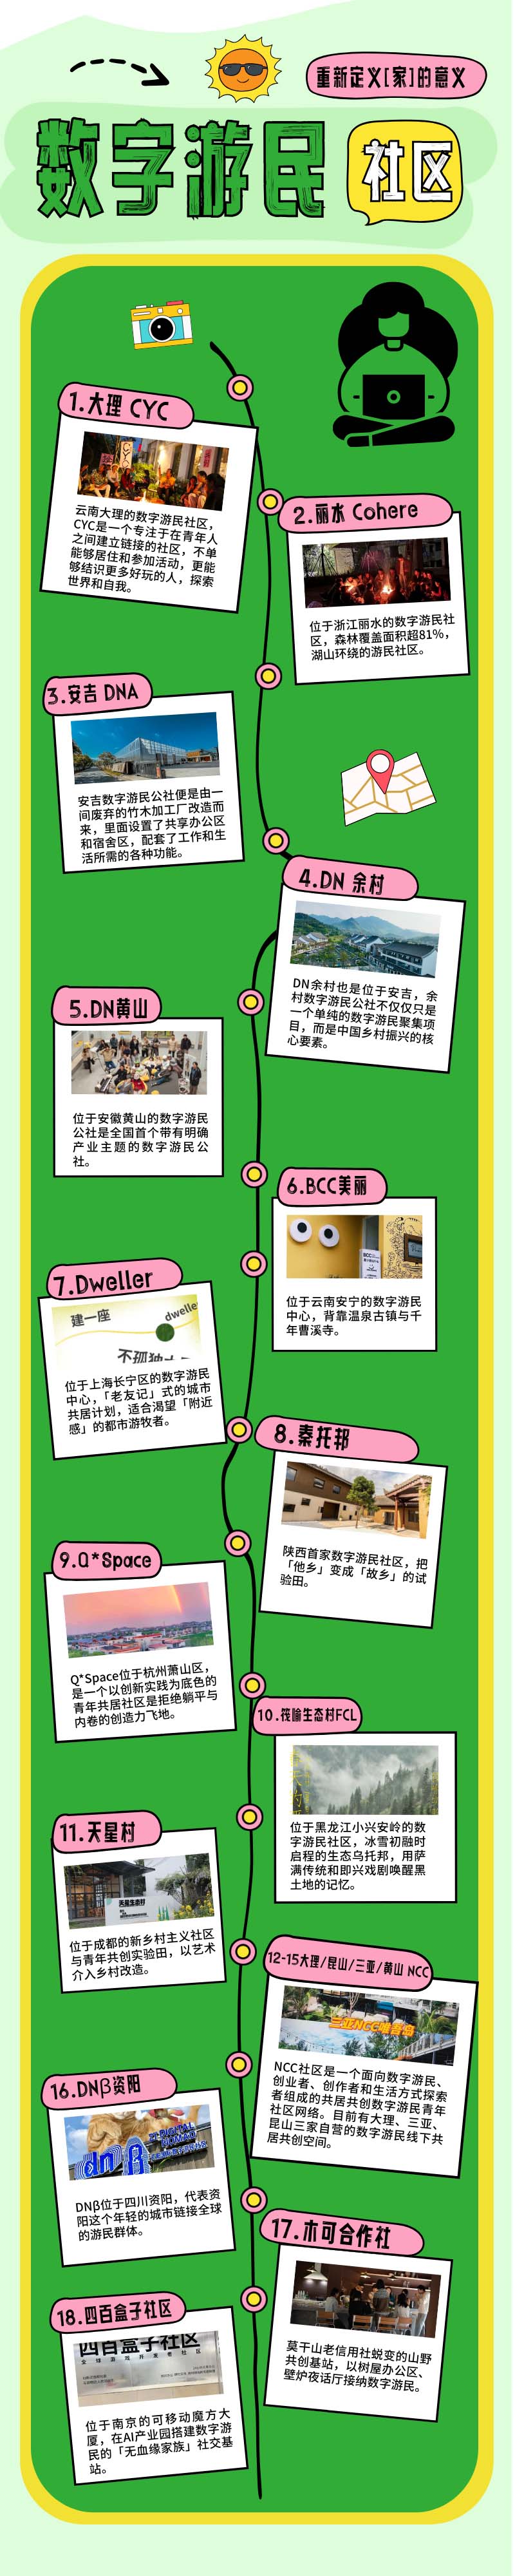 重新定义[家]的意义
数字游民
社区
1.大理 CYC
云南大理的数字游民社区，
CYC是一个专注于在青年人
之间建立链接的社区，不单
能够居住和参加活动，更能
够结识更多好玩的人，探索
世界和自我。
2.丽水 Cohere
位于浙江丽水的数字游民社
区，森林覆盖面积超81%，
湖山环绕的游民社区。
3.安吉 DNA
安吉数字游民公社便是由一
间废弃的竹木加工厂改造而
来，里面设置了共享办公区
和宿舍区，配套了工作和生
活所需的各种功能。
4.DN 余村
DN余村也是位于安吉，余
村数字游民公社不仅仅只是
一个单纯的数字游民聚集项
目，而是中国乡村振兴的核
心要素。
5.DN黄山
位于安徽黄山的数字游民
公社是全国首个带有明确
产业主题的数字游民公
社。
6.BCC美丽
位于云南安宁的数字游民
中心，背靠温泉古镇与千
年曹溪寺。
7.Dweller
建一座
dwelle
不孤独
位于上海长宁区的数字游民
中心，「老友记」式的城市
共居计划，适合渴望「附近
感」的都市游牧者。
8.秦托邦
陕西首家数字游民社区，把
「他乡」变成「故乡」的试
验田。
9.Q*Space
Q*Space位于杭州萧山区，
是一个以创新实践为底色的
青年共居社区是拒绝躺平与
内卷的创造力飞地。
10.筏喻生态村FCL
位于黑龙江小兴安岭的数
字游民社区，冰雪初融时
启程的生态乌托邦，用萨
满传统和即兴戏剧唤醒黑
土地的记忆。
11.天星村
天星生态村
位于成都的新乡村主义社区
与青年共创实验田，以艺术
介入乡村改造。
12-15大理/昆山/三亚/黄山 NCC
三亚NCC唯吾岛
NCC社区是一个面向数字游民、
创业者、创作者和生活方式探索
者组成的共居共创数字游民青年
社区网络。目前有大理、三亚、
昆山三家自营的数字游民线下共
居共创空间。
16.DNβ资阳
dn β
DNβ位于四川资阳，代表资
阳这个年轻的城市链接全球
的游民群体。
17.木可合作社
莫干山老信用社蜕变的山野
共创基站，以树屋办公区、
壁炉夜话厅接纳数字游民。
18.四百盒子社区
四百盒子社区
全球游戏开发者社区
位于南京的可移动魔方大
厦，在AI产业园搭建数字游
民的「无血缘家族」社交基
站。